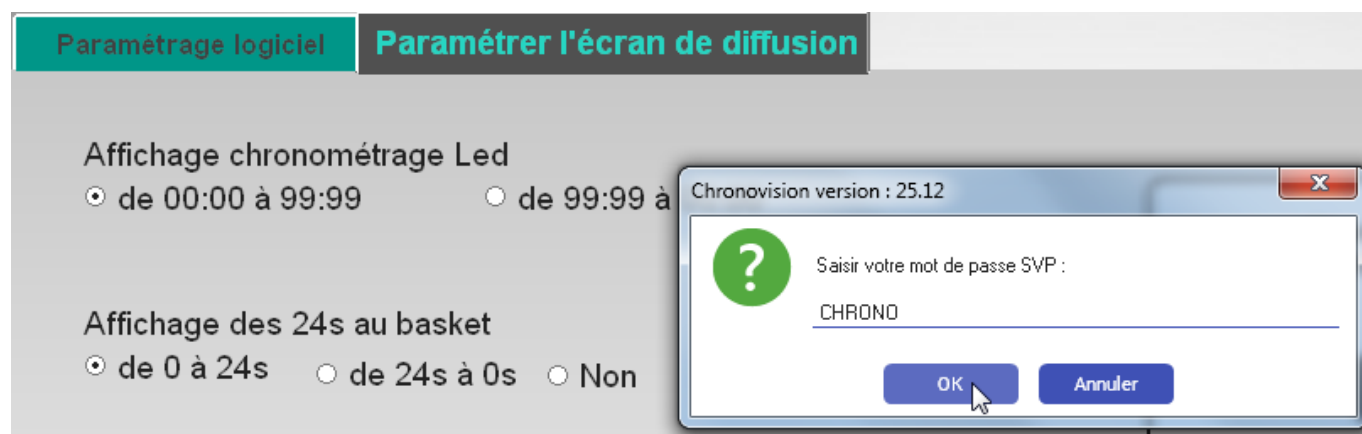 Paramétrage logiciel
Paramétrer l'écran de diffusion
Affichage chronométrage Led
de 00:00 à 99:99
de 99:99 à
Affichage des 24s au basket
de 0 à 24s
de 24s à 0s
Non
Chronovision version : 25.12
Saisir votre mot de passe SVP :
CHRONO
OK
Annuler